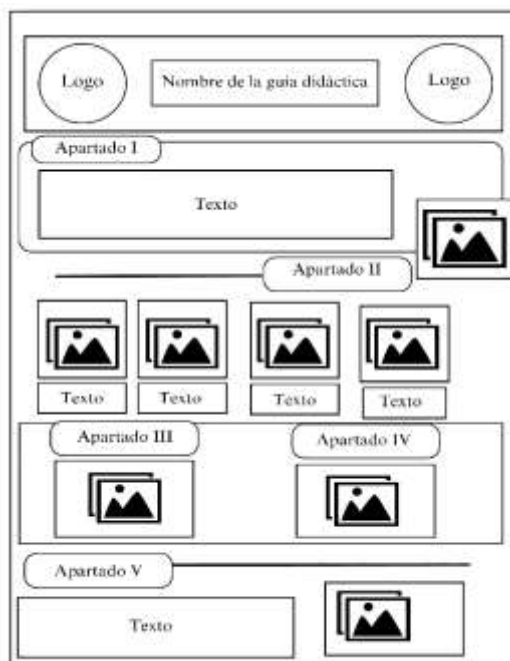 Logo
Nombre de la guía didáctica
Logo
Apartado I
Texto
Apartado II
Texto
Texto
Texto
Texto
Apartado III
Apartado IV
Apartado V
Texto